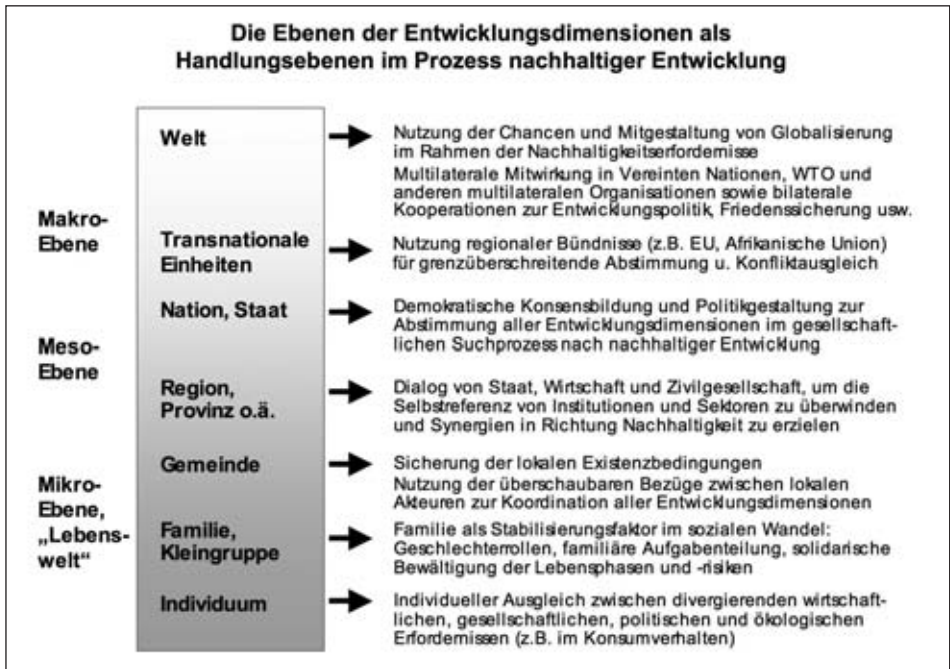 Die Ebenen der Entwicklungsdimensionen als
Handlungsebenen im Prozess nachhaltiger Entwicklung
Makro-
Ebene
Meso-
Ebene
Mikro-
Ebene,
„Lebens-
welt“
Welt
Nutzung der Chancen und Mitgestaltung von Globalisierung
im Rahmen der Nachhaltigkeitserfordernisse
Multilaterale Mitwirkung in Vereinten Nationen, WTO und
anderen multilateralen Organisationen sowie bilaterale
Kooperationen zur Entwicklungspolitik, Friedenssicherung usw.
Transnationale
Einheiten
Nutzung regionaler Bündnisse (z.B. EU, Afrikanische Union)
für grenzüberschreitende Abstimmung u. Konfliktausgleich
Nation, Staat
Demokratische Konsensbildung und Politikgestaltung zur
Abstimmung aller Entwicklungsdimensionen im gesellschaft-
lichen Suchprozess nach nachhaltiger Entwicklung
Region,
Provinz o.ä.
Dialog von Staat, Wirtschaft und Zivilgesellschaft, um die
Selbstreferenz von Institutionen und Sektoren zu überwinden
und Synergien in Richtung Nachhaltigkeit zu erzielen
Gemeinde
Sicherung der lokalen Existenzbedingungen
Nutzung der überschaubaren Bezüge zwischen lokalen
Akteuren zur Koordination aller Entwicklungsdimensionen
Familie,
Kleingruppe
Familie als Stabilisierungsfaktor im sozialen Wandel:
Geschlechterrollen, familiäre Aufgabenteilung, solidarische
Bewältigung der Lebensphasen und -risiken
Individuum
Individueller Ausgleich zwischen divergierenden wirtschaft-
lichen, gesellschaftlichen, politischen und ökologischen
Erfordernissen (z.B. im Konsumverhalten)